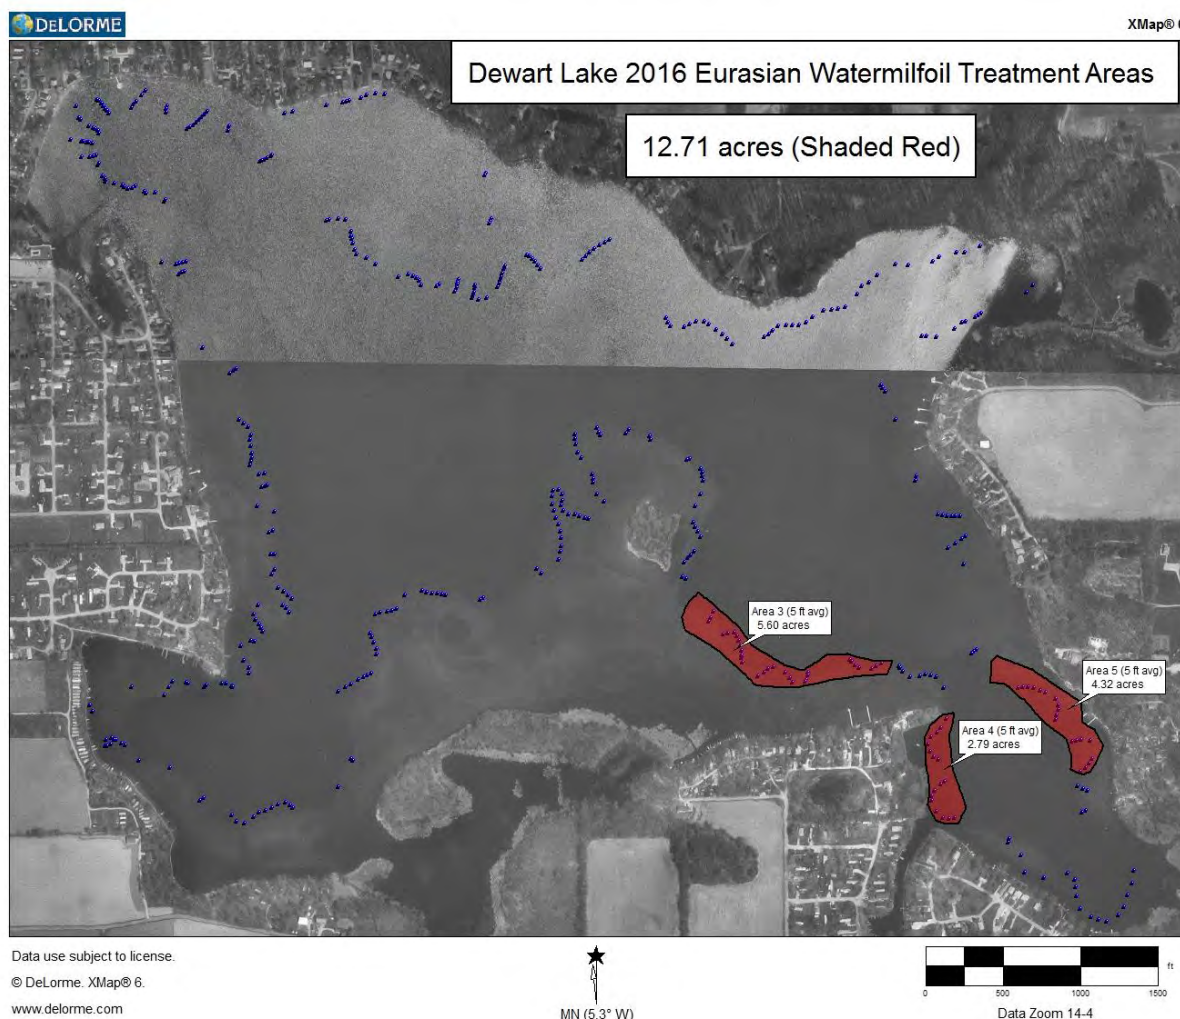 DELORME
XMap® 6
Dewart Lake 2016 Eurasian Watermilfoil Treatment Areas
12.71 acres (Shaded Red)
Area 3 (5 ft avg)
5.60 acres
Area 5 (5 ft avg)
4.32 acres
Area 4 (5 ft avg)
2.79 acres
Data use subject to license.
© DeLorme. XMap® 6.
www.delorme.com
MN (5.3° W)
ft
0 500 1000 1500
Data Zoom 14-4